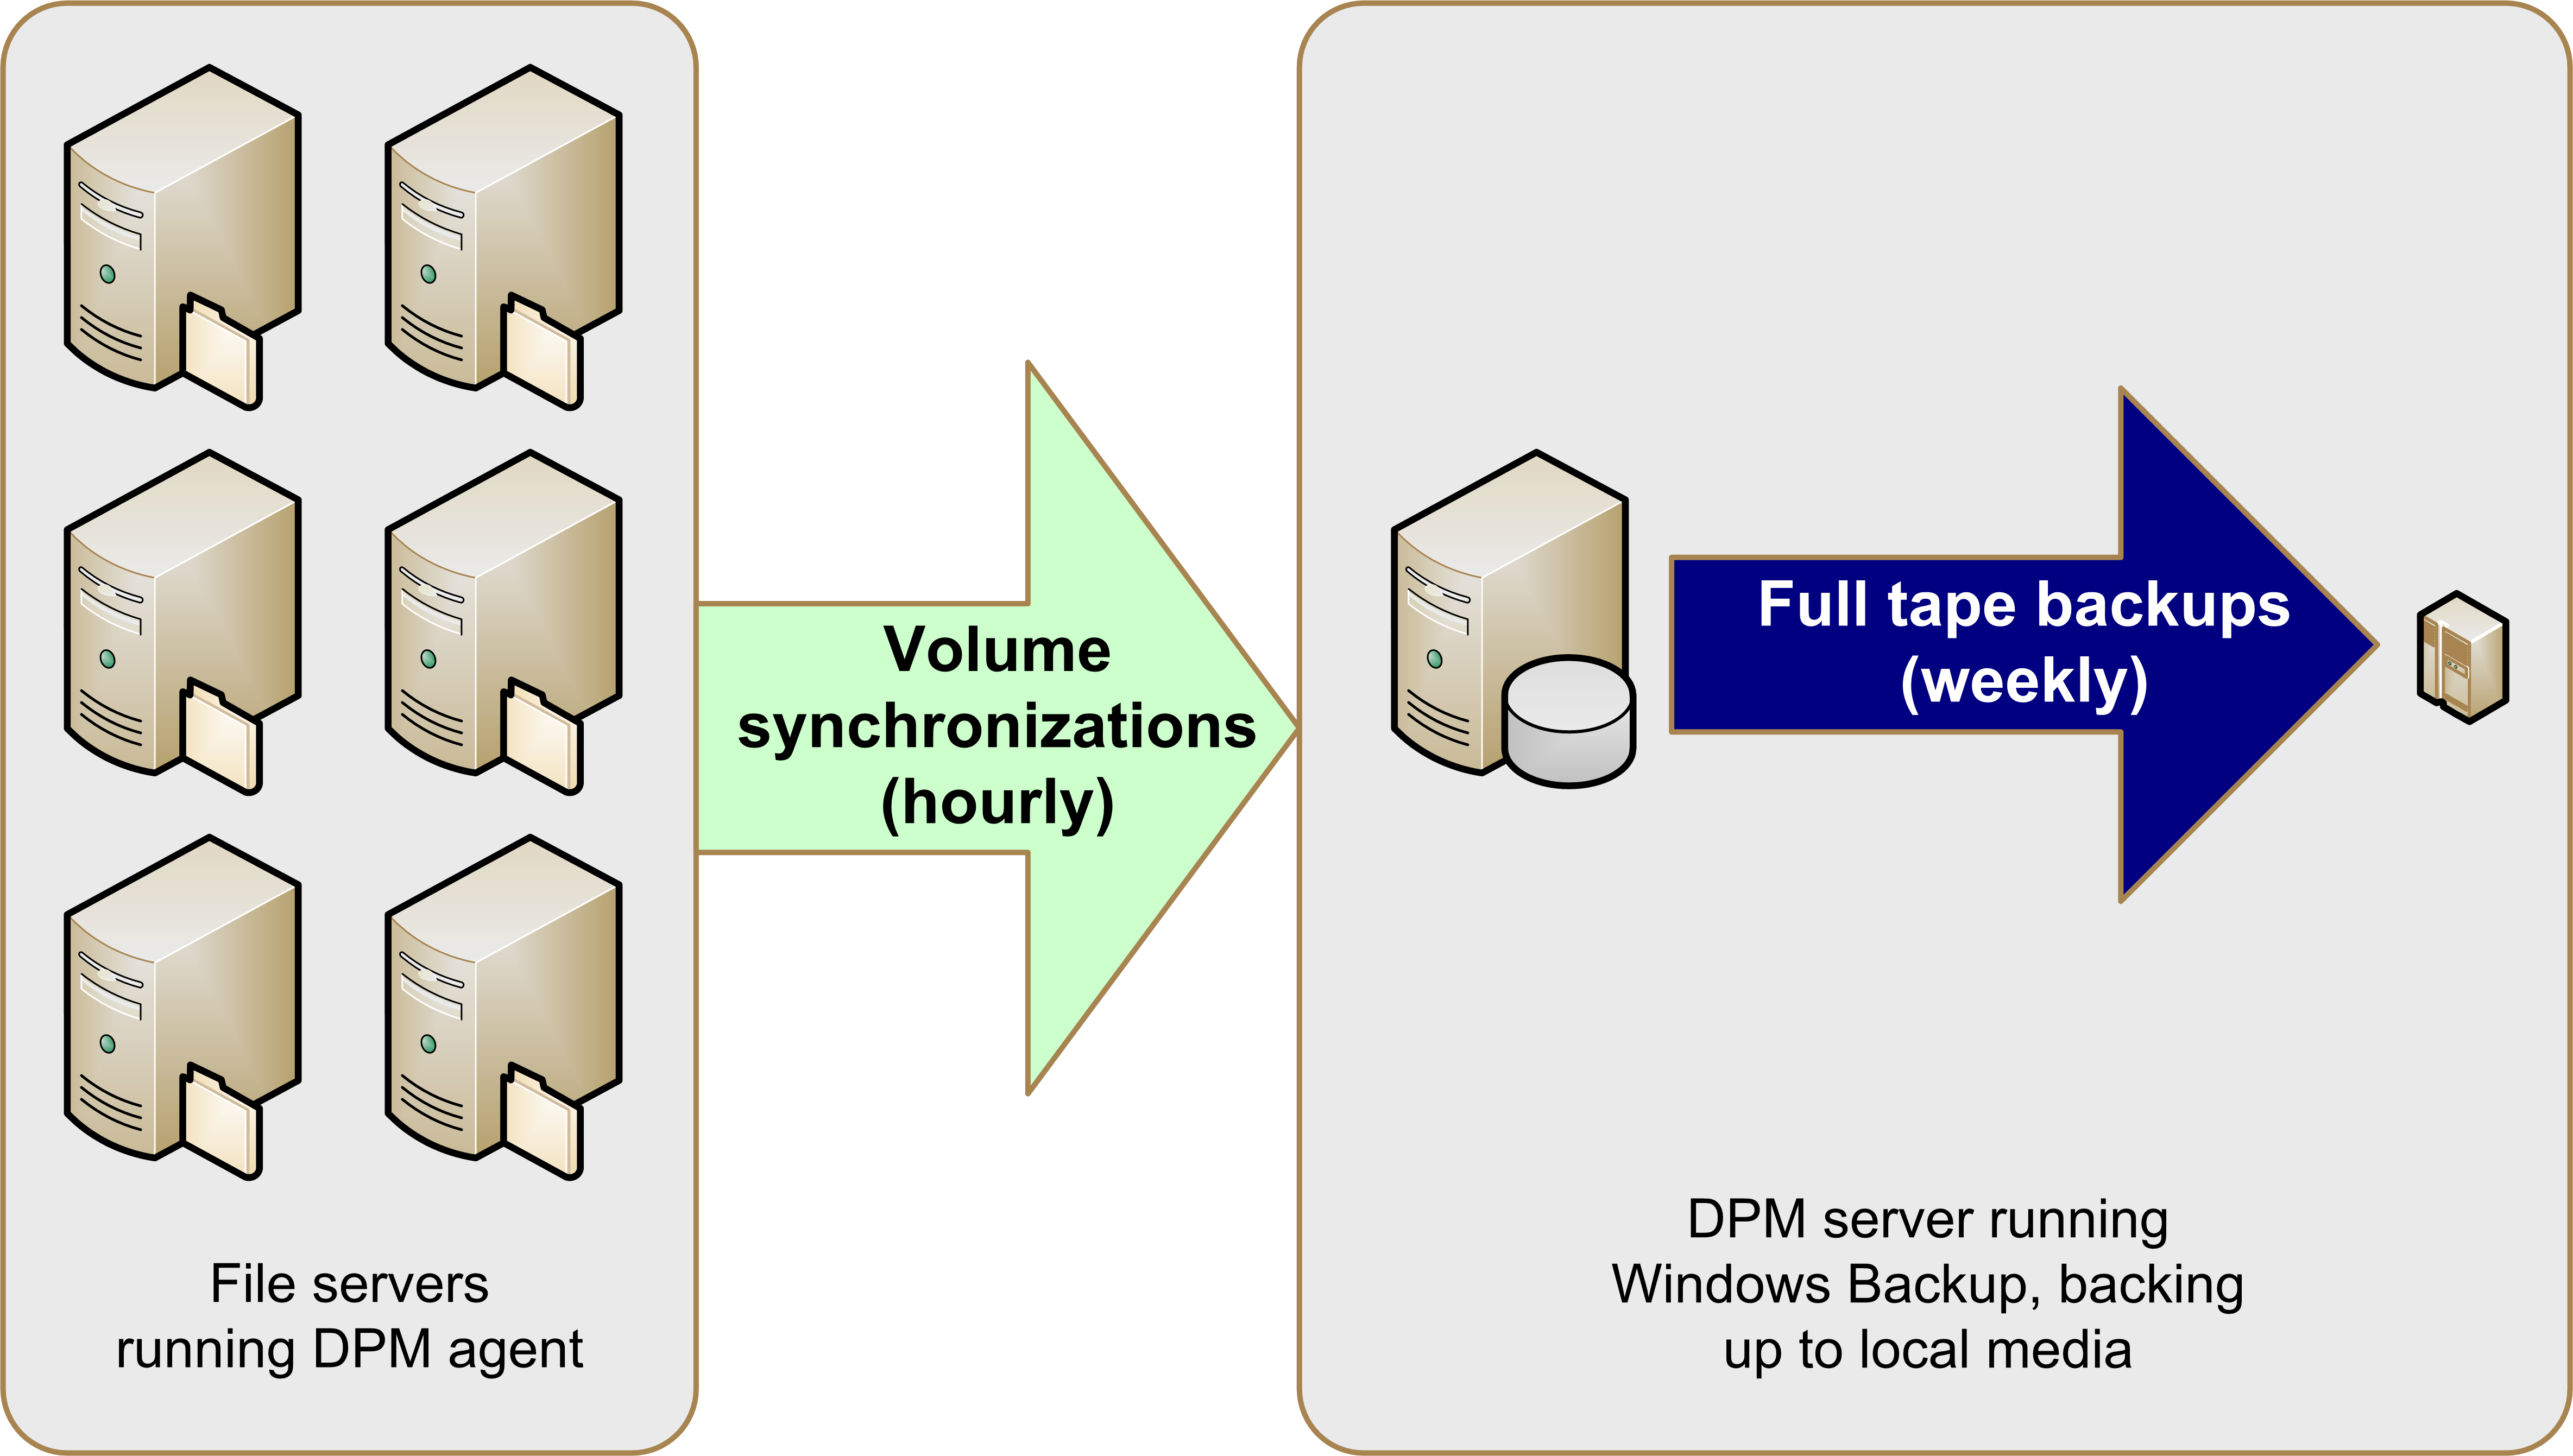 Volume
synchronizations
(hourly)
Full tape backups
(weekly)
File servers
running DPM agent
DPM server running
Windows Backup, backing
up to local media